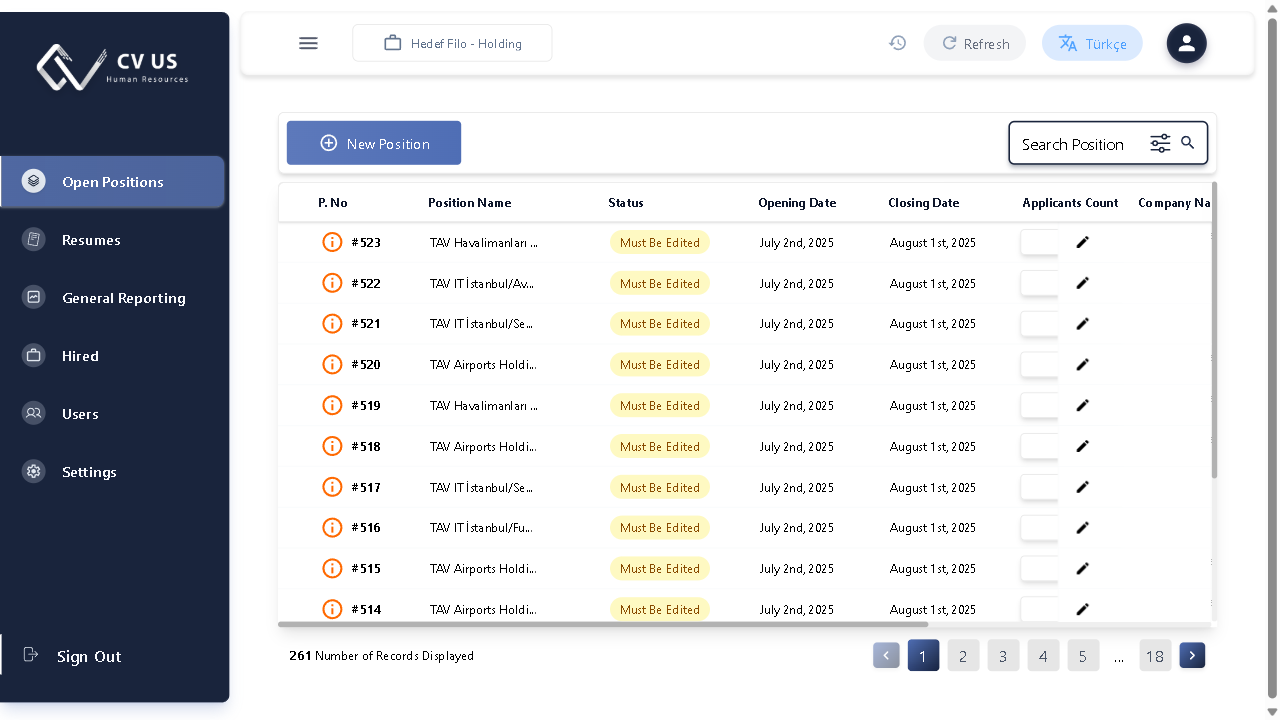 CV US
Human Resources
Open Positions
Resumes
General Reporting
Hired
Users
Settings
Sign Out
Hedef Filo - Holding
Refresh
Türkçe
New Position
Search Position
P. No Position Name Status Opening Date Closing Date Applicants Count Company Na
#523 TAV Havalimanları ... Must Be Edited July 2nd, 2025 August 1st, 2025
#522 TAV IT İstanbul/Av... Must Be Edited July 2nd, 2025 August 1st, 2025
#521 TAV IT İstanbul/Se... Must Be Edited July 2nd, 2025 August 1st, 2025
#520 TAV Airports Holdi... Must Be Edited July 2nd, 2025 August 1st, 2025
#519 TAV Havalimanları ... Must Be Edited July 2nd, 2025 August 1st, 2025
#518 TAV Airports Holdi... Must Be Edited July 2nd, 2025 August 1st, 2025
#517 TAV IT İstanbul/Se... Must Be Edited July 2nd, 2025 August 1st, 2025
#516 TAV IT İstanbul/Fu... Must Be Edited July 2nd, 2025 August 1st, 2025
#515 TAV Airports Holdi... Must Be Edited July 2nd, 2025 August 1st, 2025
#514 TAV Airports Holdi... Must Be Edited July 2nd, 2025 August 1st, 2025
261 Number of Records Displayed
1 2 3 4 5 ... 18